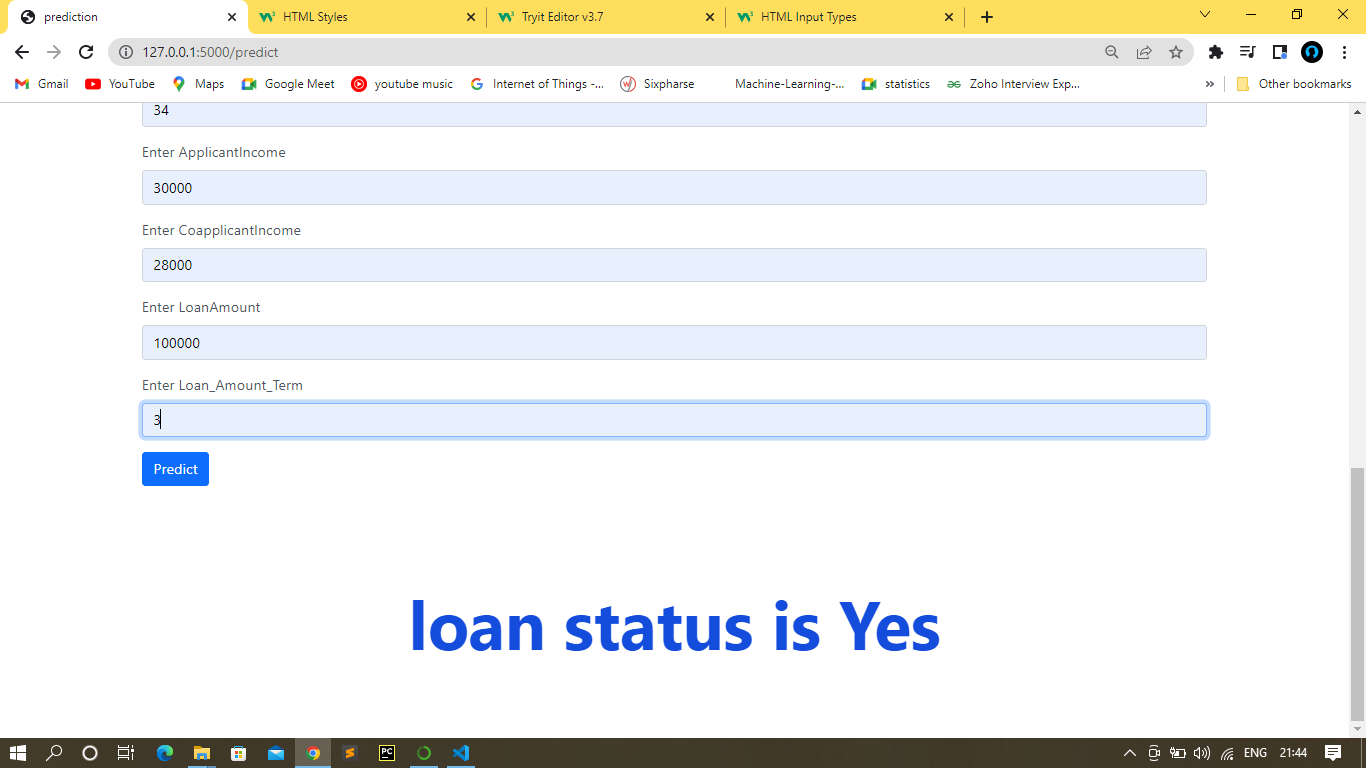 prediction
HTML Styles
Tryit Editor v3.7
HTML Input Types
127.0.0.1:5000/predict
Gmail
YouTube
Maps
Google Meet
youtube music
Internet of Things -...
Sixpharse
Machine-Learning-...
statistics
Zoho Interview Exp...
»
Other bookmarks
34
Enter ApplicantIncome
30000
Enter CoapplicantIncome
28000
Enter LoanAmount
100000
Enter Loan_Amount_Term
3
Predict
loan status is Yes
PC
ENG
21:44